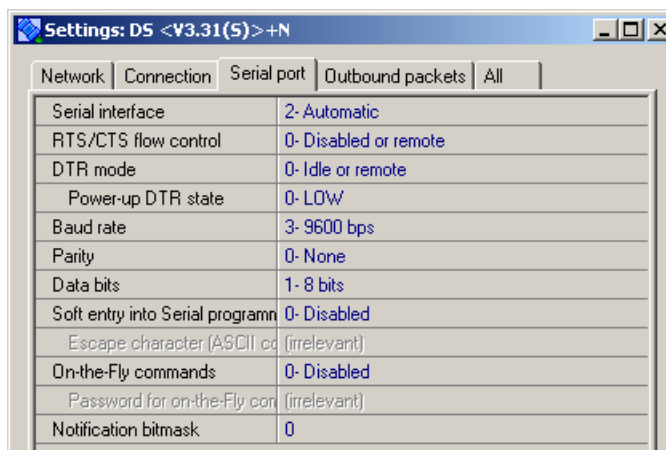 Settings: DS <V3.31(S)>+N
Network Connection Serial port Outbound packets All
Serial interface 2- Automatic
RTS/CTS flow control 0- Disabled or remote
DTR mode 0- Idle or remote
Power-up DTR state 0- LOW
Baud rate 3- 9600 bps
Parity 0- None
Data bits 1- 8 bits
Soft entry into Serial programn 0- Disabled
Escape character (ASCII co (irrelevant)
On-the-Fly commands 0- Disabled
Password for on-the-Fly con (irrelevant)
Notification bitmask 0